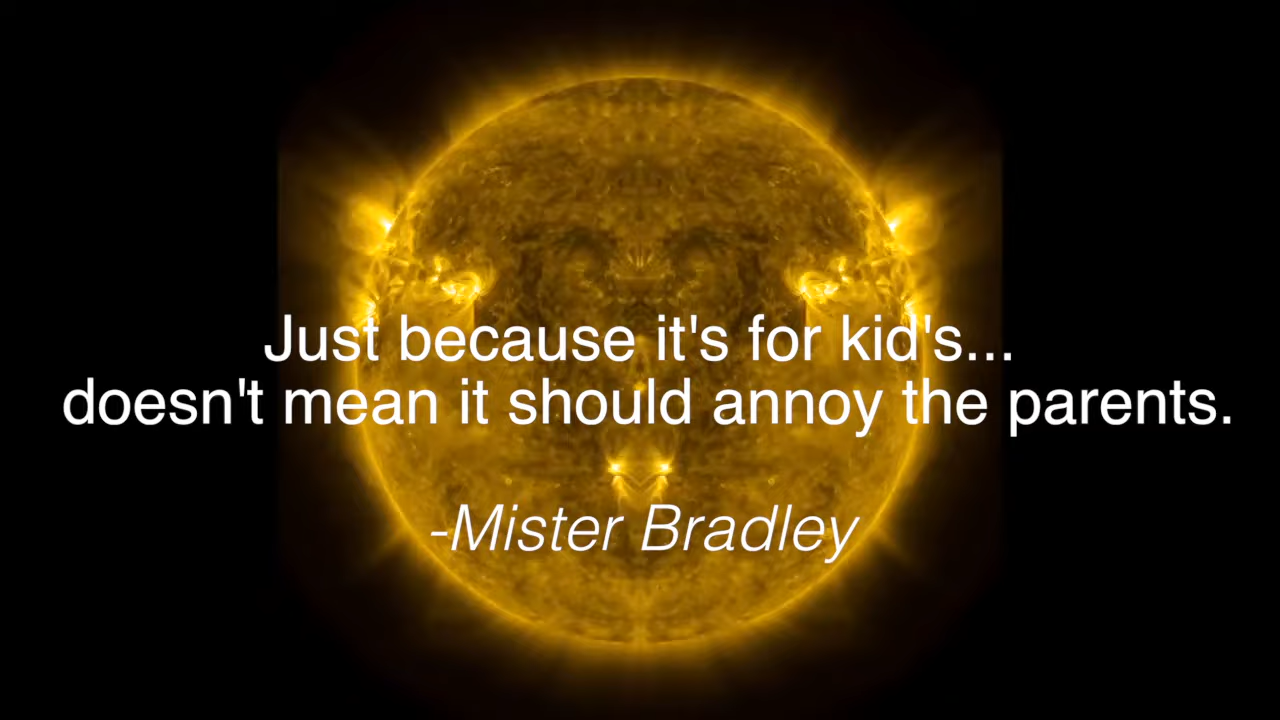 Just because it's for kid's...
doesn't mean it should annoy the parents.
-Mister Bradley